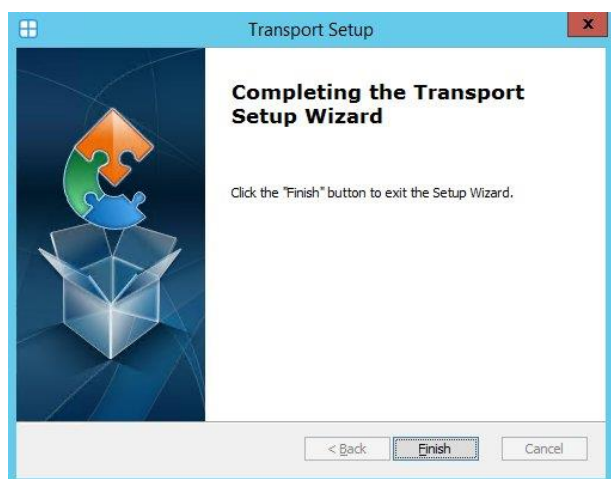 Transport Setup
x
Completing the Transport
Setup Wizard
Click the "Finish" button to exit the Setup Wizard.
< Back Finish Cancel